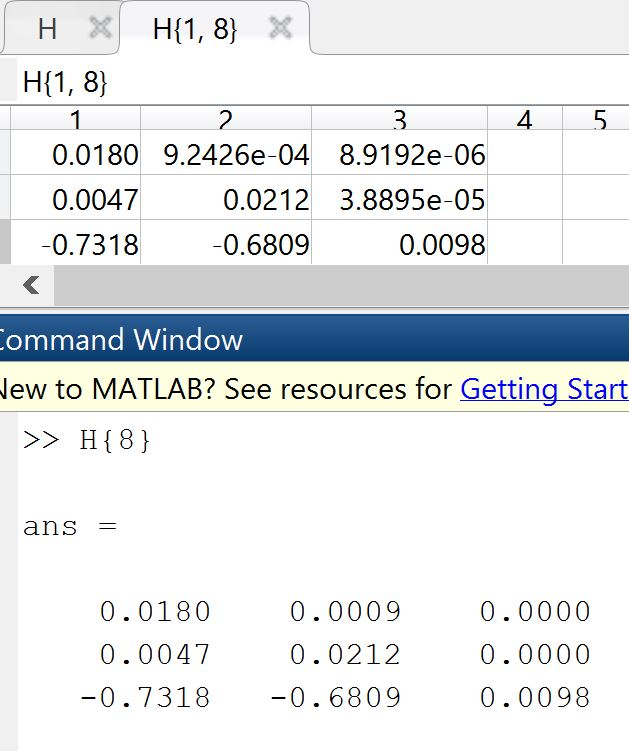 H H{1, 8}
H{1, 8}
1 2 3 4 5
0.0180 9.2426e-04 8.9192e-06
0.0047 0.0212 3.8895e-05
-0.7318 -0.6809 0.0098
Command Window
New to MATLAB? See resources for Getting Start
>> H{8}
ans =
0.0180 0.0009 0.0000
0.0047 0.0212 0.0000
-0.7318 -0.6809 0.0098